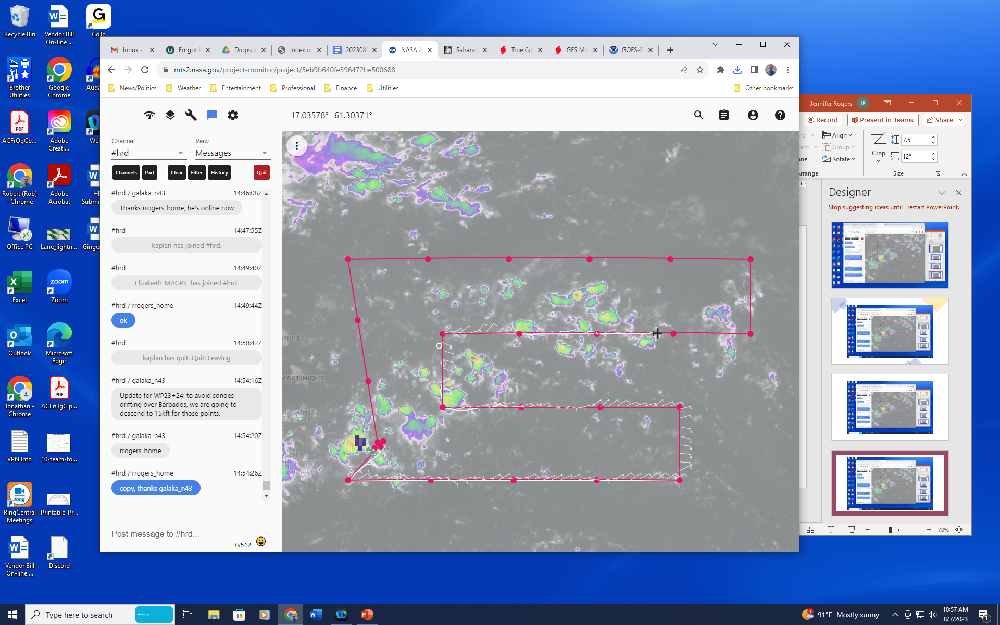 Recycle Bin
Vendor Bill
On-line ...
GoTo
Brother
Utilities
Google
Chrome
Auda
ACFrOgCb...
Adobe
Creati...
Web
Robert (Rob)
- Chrome
Adobe
Acrobat
HR
Submis
Office PC
Lane_lightn...
Ginger
Excel
Zoom
Outlook
Microsoft
Edge
Jonathan -
Chrome
ACFrOgClp...
VPN Info
10-team-to...
RingCentral
Meetings
Printable-Pr...
Vendor Bill
On-line ...
Discord
Inbox -
Forgot P
Dropsor
Index of
2023080
NASA A
Saharan
True Co
GFS Mo
GOES-E
mts2.nasa.gov/project-monitor/project/5eb9b640fe396472be500688
News/Politics
Weather
Entertainment
Professional
Finance
Utilities
Other bookmarks
17.03578° -61.30371°
Channel
#hrd
View
Messages
Channels
Part
Clear
Filter
History
Quit
#hrd / galaka_n43 14:46:08Z
Thanks rrogers_home, he's online now
#hrd 14:47:55Z
kaplan has joined #hrd.
#hrd 14:49:40Z
Elizabeth_MAGPIE has joined #hrd.
#hrd / rrogers_home 14:49:44Z
ok
#hrd 14:50:42Z
kaplan has quit. Quit: Leaving
#hrd / galaka_n43 14:54:16Z
Update for WP23+24: to avoid sondes
drifting over Barbados, we are going to
descend to 15kft for those points.
#hrd / galaka_n43 14:54:20Z
rrogers_home
#hrd / rrogers_home 14:54:26Z
copy, thanks galaka_n43
Post message to #hrd...
0/512
NICA
MARTINIQUE
SAINT
LUCIA
Jennifer Rogers JR
Record
Present in Teams
Share
Align
Group
Rotate
Crop
7.5"
12"
Size
Designer
Stop suggesting ideas until I restart PowerPoint.
70%
Type here to search
91°F Mostly sunny
10:57 AM
8/7/2023